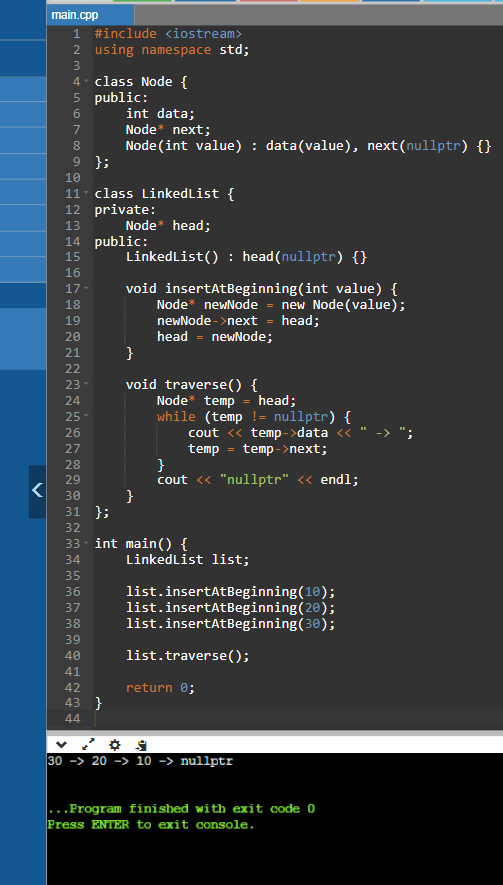 main.cpp
1 #include <iostream>
2 using namespace std;
3
4 class Node {
5 public:
6     int data;
7     Node* next;
8     Node(int value) : data(value), next(nullptr) {}
9 };
10
11 class LinkedList {
12 private:
13     Node* head;
14 public:
15     LinkedList() : head(nullptr) {}
16
17     void insertAtBeginning(int value) {
18         Node* newNode = new Node(value);
19         newNode->next = head;
20         head = newNode;
21     }
22
23     void traverse() {
24         Node* temp = head;
25         while (temp != nullptr) {
26             cout << temp->data << " -> ";
27             temp = temp->next;
28         }
29         cout << "nullptr" << endl;
30     }
31 };
32
33 int main() {
34     LinkedList list;
35
36     list.insertAtBeginning(10);
37     list.insertAtBeginning(20);
38     list.insertAtBeginning(30);
39
40     list.traverse();
41
42     return 0;
43 }
44
30 -> 20 -> 10 -> nullptr
...Program finished with exit code 0
Press ENTER to exit console.